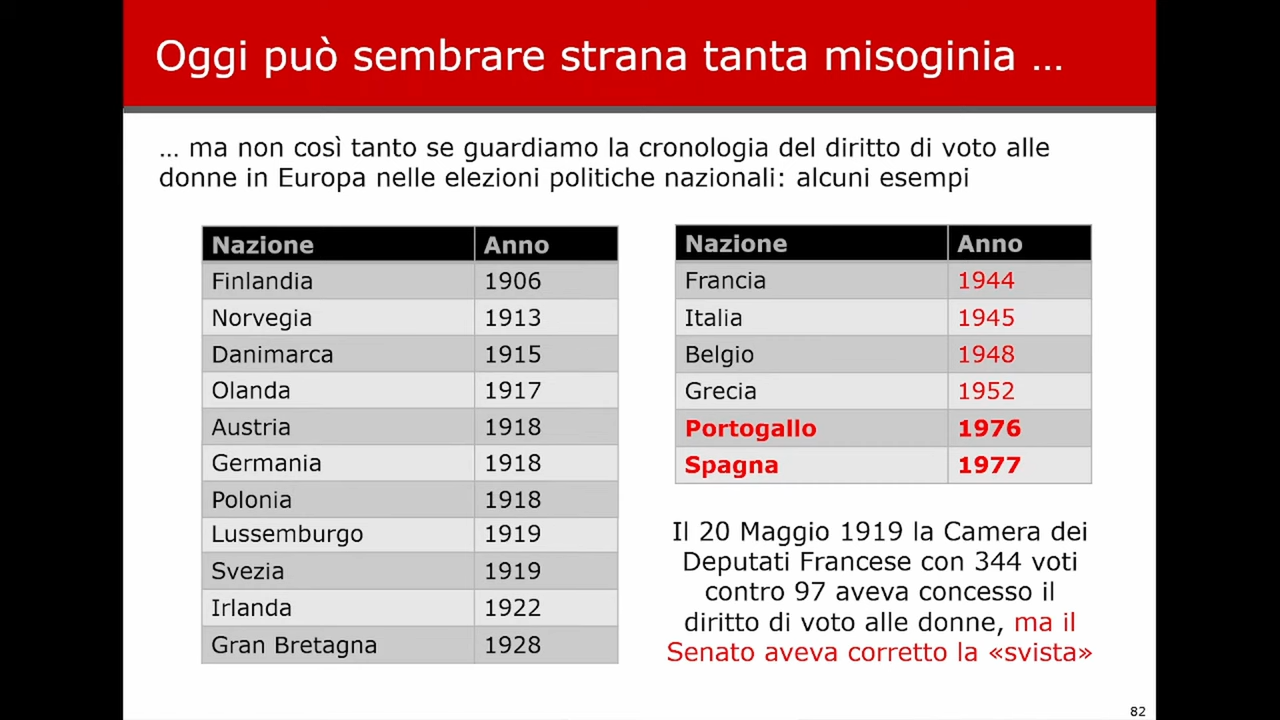 Oggi può sembrare strana tanta misoginia …
… ma non così tanto se guardiamo la cronologia del diritto di voto alle
donne in Europa nelle elezioni politiche nazionali: alcuni esempi
Nazione Anno
Finlandia 1906
Norvegia 1913
Danimarca 1915
Olanda 1917
Austria 1918
Germania 1918
Polonia 1918
Lussemburgo 1919
Svezia 1919
Irlanda 1922
Gran Bretagna 1928
Nazione Anno
Francia 1944
Italia 1945
Belgio 1948
Grecia 1952
Portogallo 1976
Spagna 1977
Il 20 Maggio 1919 la Camera dei
Deputati Francese con 344 voti
contro 97 aveva concesso il
diritto di voto alle donne, ma il
Senato aveva corretto la «svista»
82